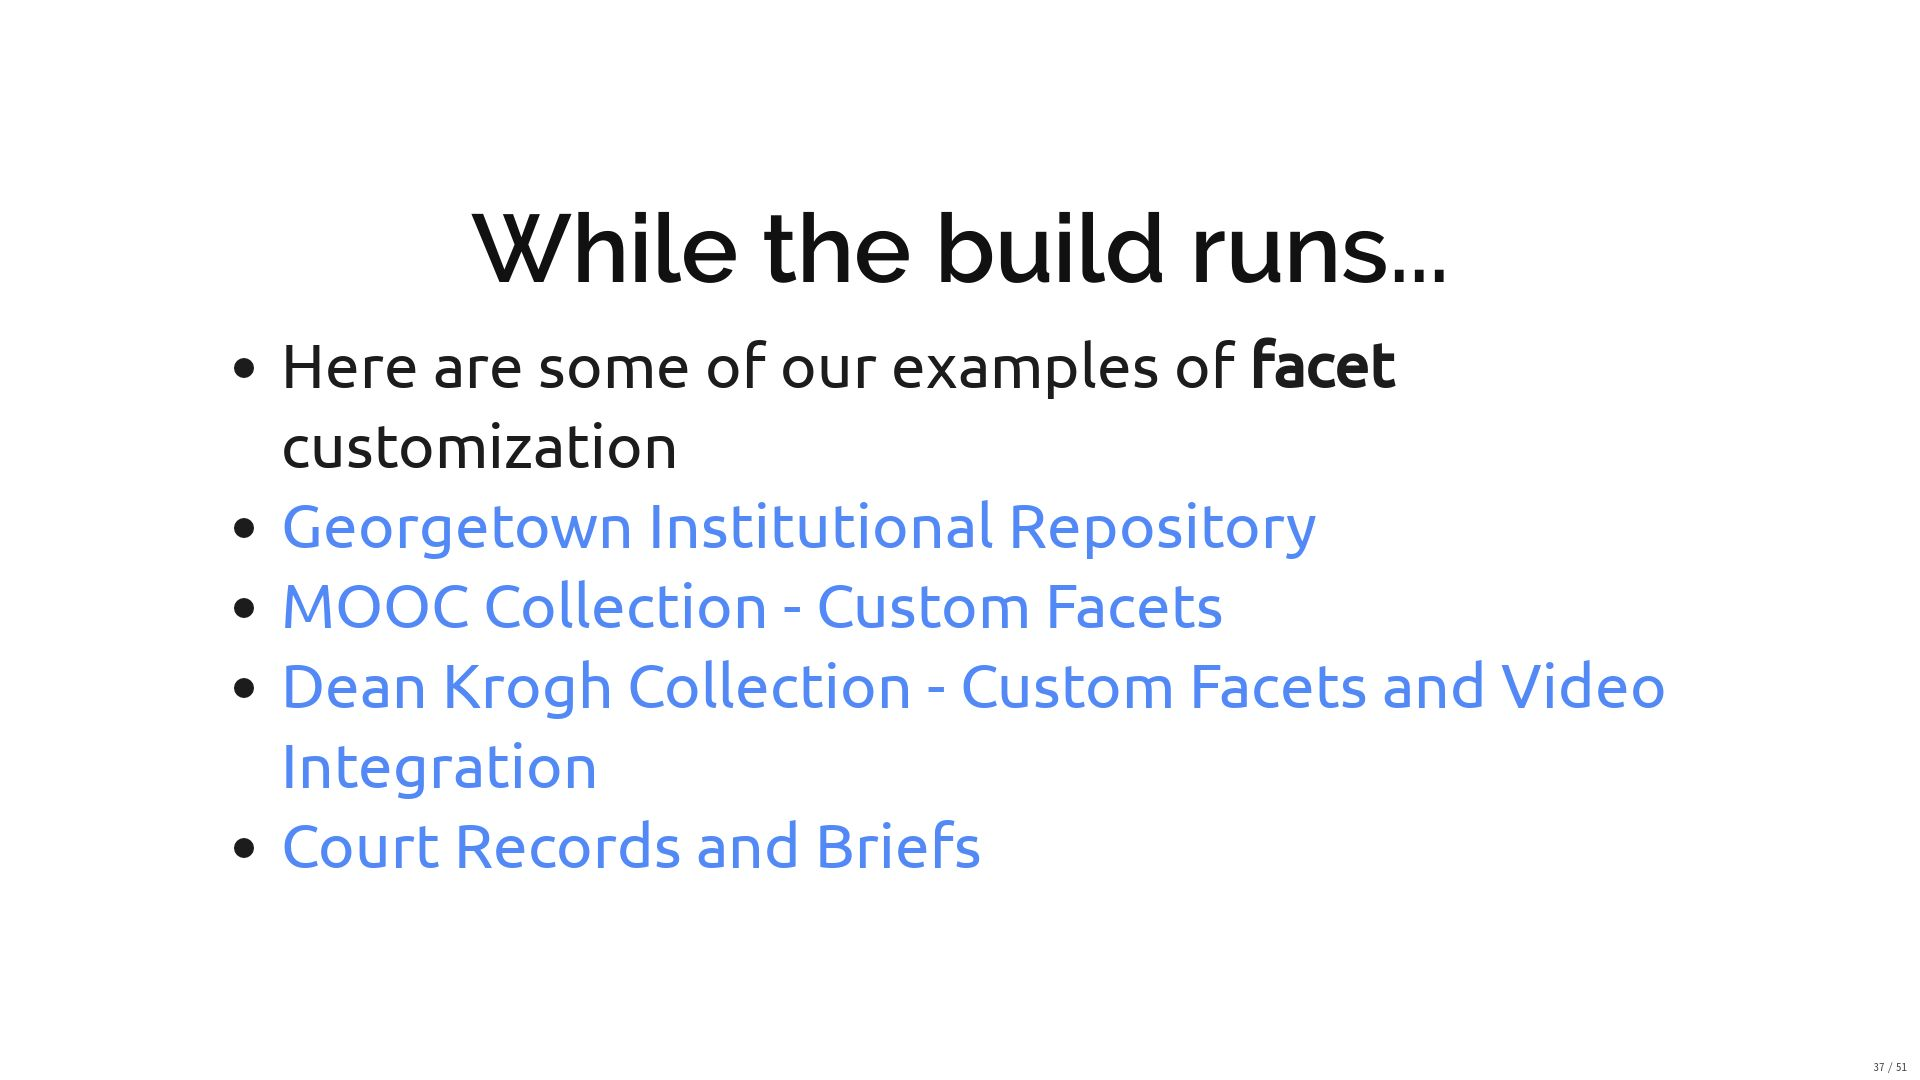 While the build runs...
• Here are some of our examples of facet
customization
• Georgetown Institutional Repository
• MOOC Collection - Custom Facets
• Dean Krogh Collection - Custom Facets and Video
Integration
• Court Records and Briefs
37 / 51